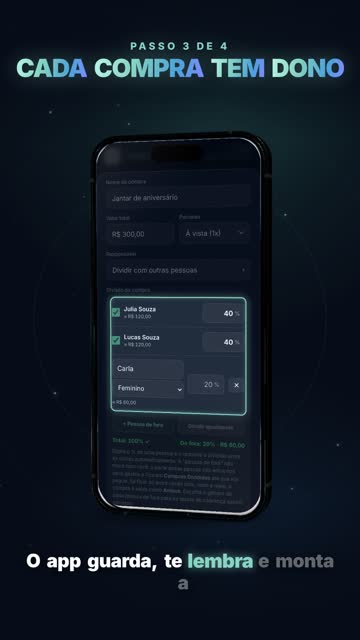 PASSO 3 DE 4
CADA COMPRA TEM DONO
Nome da compra
Jantar de aniversário
Valor total
Parcelas
R$ 300,00
À vista (1x)
Responsável
Dividir com outras pessoas
Divisão da compra
Julia Souza
= R$ 120,00
40 %
Lucas Souza
= R$ 120,00
40 %
Carla
Feminino
20 %
×
= R$ 60,00
+ Pessoa de fora
Dividir igualmente
Total: 100% ✓
De fora: 20% · R$ 60,00
O app guarda, te lembra e monta
a